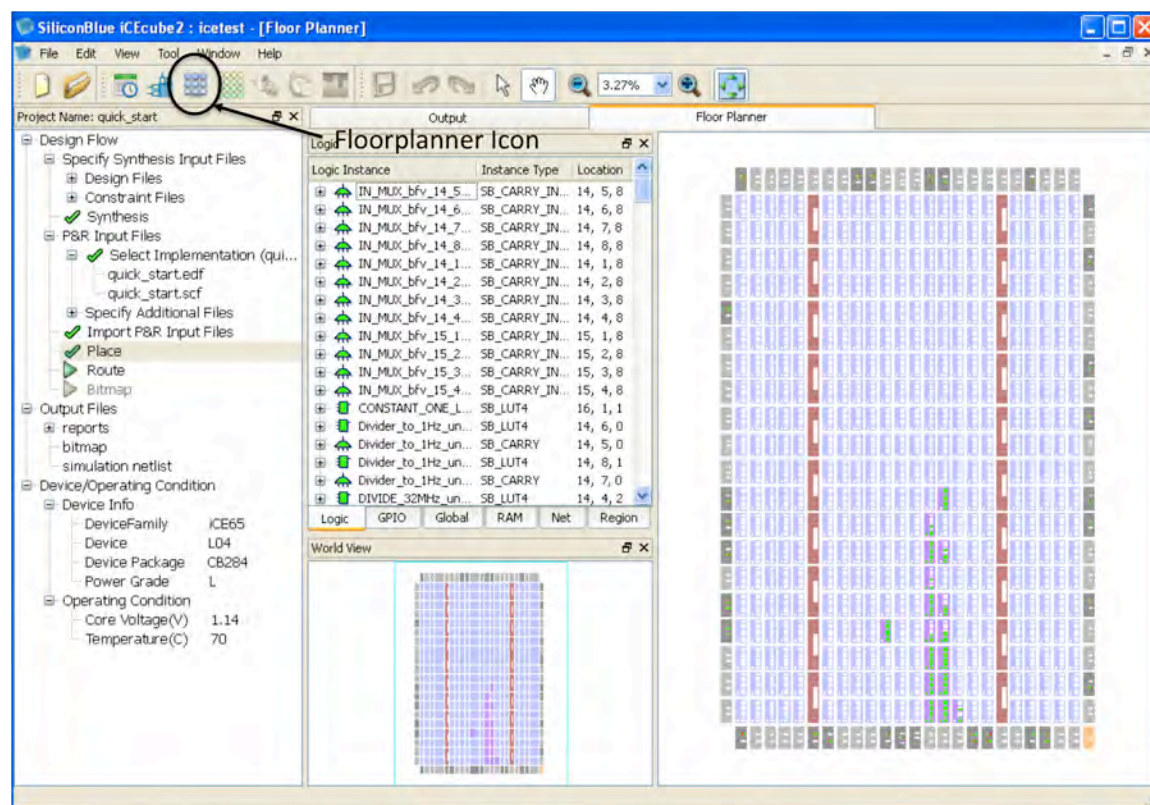 SiliconBlue iCEcube2 : icetest - [Floor Planner]
File Edit View Tool Window Help
3.27%
Project Name: quick_start
Output
Floor Planner
Floorplanner Icon
Design Flow
Specify Synthesis Input Files
Design Files
Constraint Files
Synthesis
P&R Input Files
Select Implementation (qui...
quick_start.edf
quick_start.scf
Specify Additional Files
Import P&R Input Files
Place
Route
Bitmap
Output Files
reports
bitmap
simulation netlist
Device/Operating Condition
Device Info
DeviceFamily iCE65
Device L04
Device Package CB284
Power Grade L
Operating Condition
Core Voltage(V) 1.14
Temperature(C) 70
Logic Instance Instance Type Location
IN_MUX_bfv_14_5... SB_CARRY_IN... 14, 5, 8
IN_MUX_bfv_14_6... SB_CARRY_IN... 14, 6, 8
IN_MUX_bfv_14_7... SB_CARRY_IN... 14, 7, 8
IN_MUX_bfv_14_8... SB_CARRY_IN... 14, 8, 8
IN_MUX_bfv_14_1... SB_CARRY_IN... 14, 1, 8
IN_MUX_bfv_14_2... SB_CARRY_IN... 14, 2, 8
IN_MUX_bfv_14_3... SB_CARRY_IN... 14, 3, 8
IN_MUX_bfv_14_4... SB_CARRY_IN... 14, 4, 8
IN_MUX_bfv_15_1... SB_CARRY_IN... 15, 1, 8
IN_MUX_bfv_15_2... SB_CARRY_IN... 15, 2, 8
IN_MUX_bfv_15_3... SB_CARRY_IN... 15, 3, 8
IN_MUX_bfv_15_4... SB_CARRY_IN... 15, 4, 8
CONSTANT_ONE_L... SB_LUT4 16, 1, 1
Divider_to_1Hz_un... SB_LUT4 14, 6, 0
Divider_to_1Hz_un... SB_CARRY 14, 5, 0
Divider_to_1Hz_un... SB_LUT4 14, 8, 1
Divider_to_1Hz_un... SB_CARRY 14, 7, 0
DIVIDE_32MHz_un... SB_LUT4 14, 4, 2
Logic GPIO Global RAM Net Region
World View